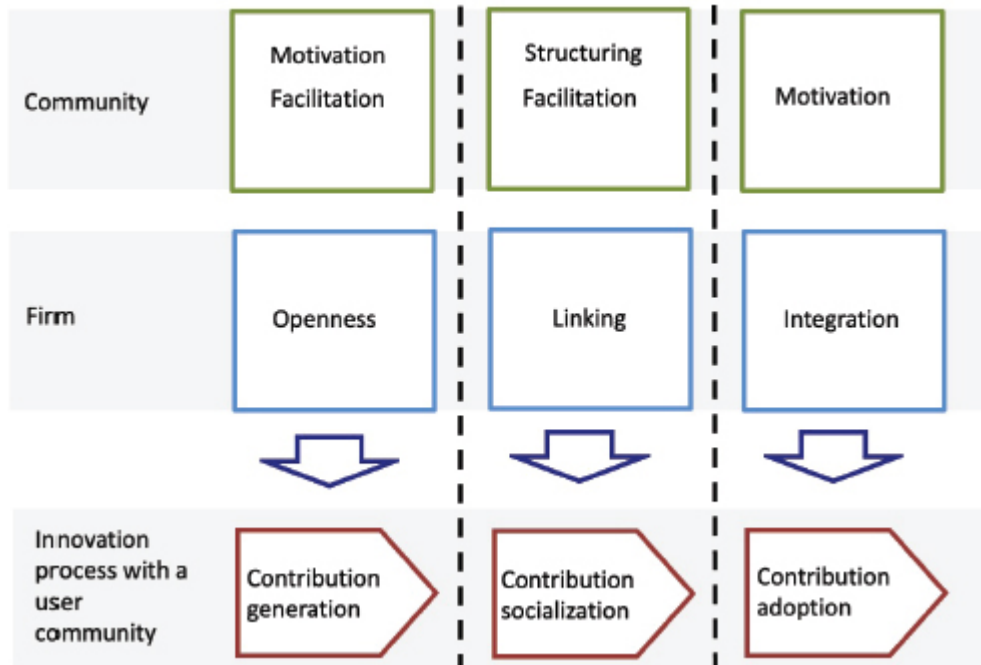 Community
Motivation
Facilitation
Structuring
Facilitation
Motivation
Firm
Openness
Linking
Integration
Innovation
process with a
user
community
Contribution
generation
Contribution
socialization
Contribution
adoption